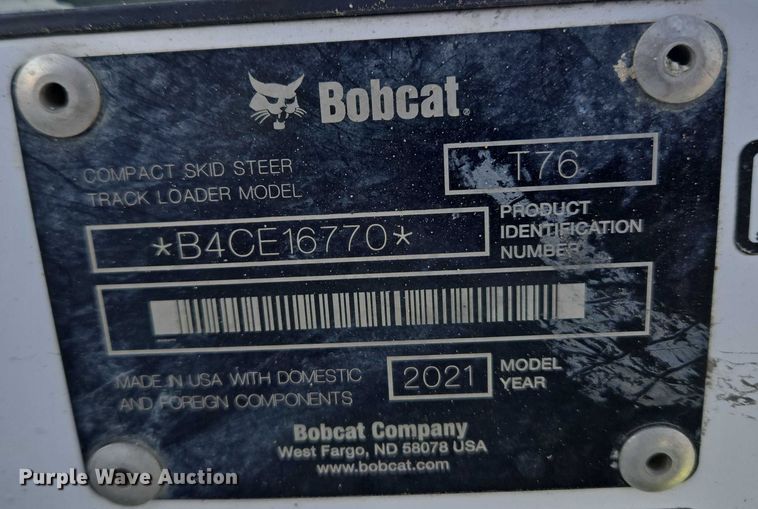 Bobcat®
COMPACT SKID STEER
TRACK LOADER MODEL
T76
*B4CE16770*
PRODUCT
IDENTIFICATION
NUMBER
MADE IN USA WITH DOMESTIC
AND FOREIGN COMPONENTS
2021
MODEL
YEAR
Bobcat Company
West Fargo, ND 58078 USA
www.bobcat.com
Purple Wave Auction